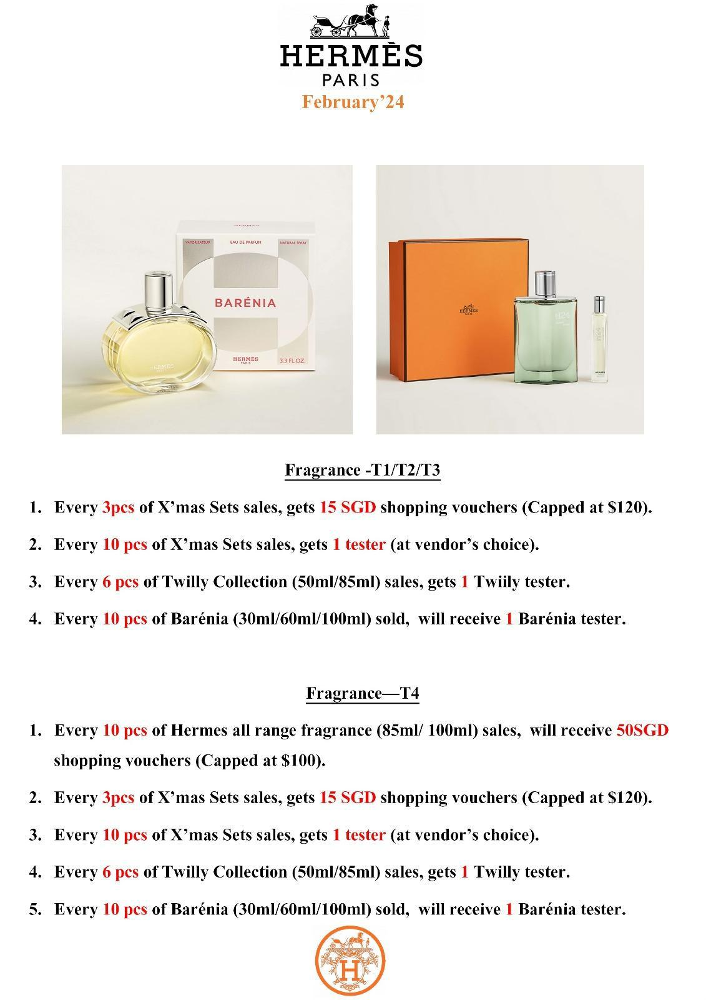 HERMÈS
PARIS
February’24
HERMÈS
VAPORISATEUR
EAU DE PARFUM
NATURAL SPRAY
BARÉNIA
HERMÈS
PARIS
3.3 FL.OZ.
HERMÈS
PARIS
HERMÈS
PARIS
H24
H24
HERMÈS
PARIS
Fragrance -T1/T2/T3
1. Every 3pcs of X’mas Sets sales, gets 15 SGD shopping vouchers (Capped at $120).
2. Every 10 pcs of X’mas Sets sales, gets 1 tester (at vendor’s choice).
3. Every 6 pcs of Twilly Collection (50ml/85ml) sales, gets 1 Twiily tester.
4. Every 10 pcs of Barénia (30ml/60ml/100ml) sold, will receive 1 Barénia tester.
Fragrance—T4
1. Every 10 pcs of Hermes all range fragrance (85ml/ 100ml) sales, will receive 50SGD
shopping vouchers (Capped at $100).
2. Every 3pcs of X’mas Sets sales, gets 15 SGD shopping vouchers (Capped at $120).
3. Every 10 pcs of X’mas Sets sales, gets 1 tester (at vendor’s choice).
4. Every 6 pcs of Twilly Collection (50ml/85ml) sales, gets 1 Twilly tester.
5. Every 10 pcs of Barénia (30ml/60ml/100ml) sold, will receive 1 Barénia tester.
H